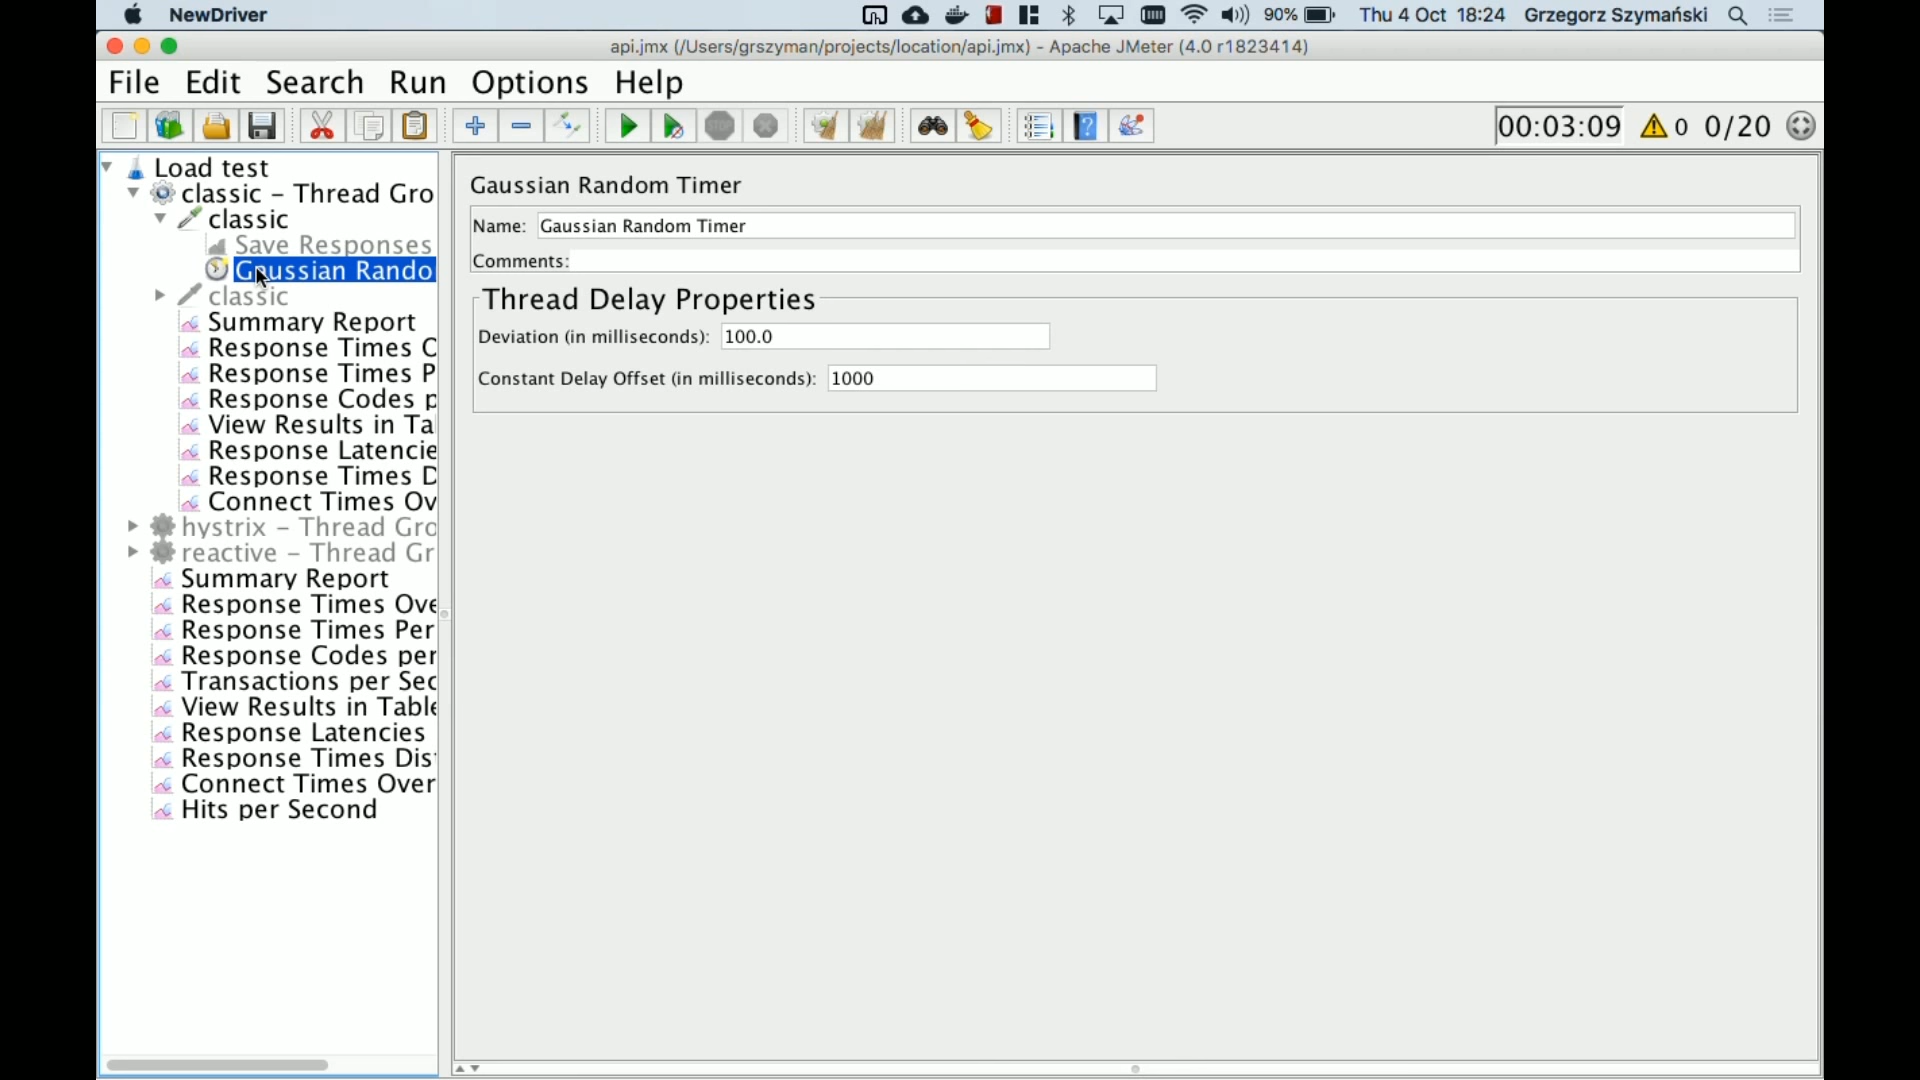 NewDriver
90% Thu 4 Oct 18:24 Grzegorz Szymański
api.jmx (/Users/grszyman/projects/location/api.jmx) - Apache JMeter (4.0 r1823414)
File Edit Search Run Options Help
STOP
00:03:09 0 0/20
Load test
classic - Thread Gro
classic
Save Responses
Gaussian Rando
classic
Summary Report
Response Times O
Response Times P
Response Codes p
View Results in Ta
Response Latencie
Response Times D
Connect Times Ov
hystrix - Thread Gro
reactive - Thread Gr
Summary Report
Response Times Ove
Response Times Per
Response Codes per
Transactions per Sec
View Results in Table
Response Latencies
Response Times Dis
Connect Times Over
Hits per Second
Gaussian Random Timer
Name: Gaussian Random Timer
Comments:
Thread Delay Properties
Deviation (in milliseconds): 100.0
Constant Delay Offset (in milliseconds): 1000